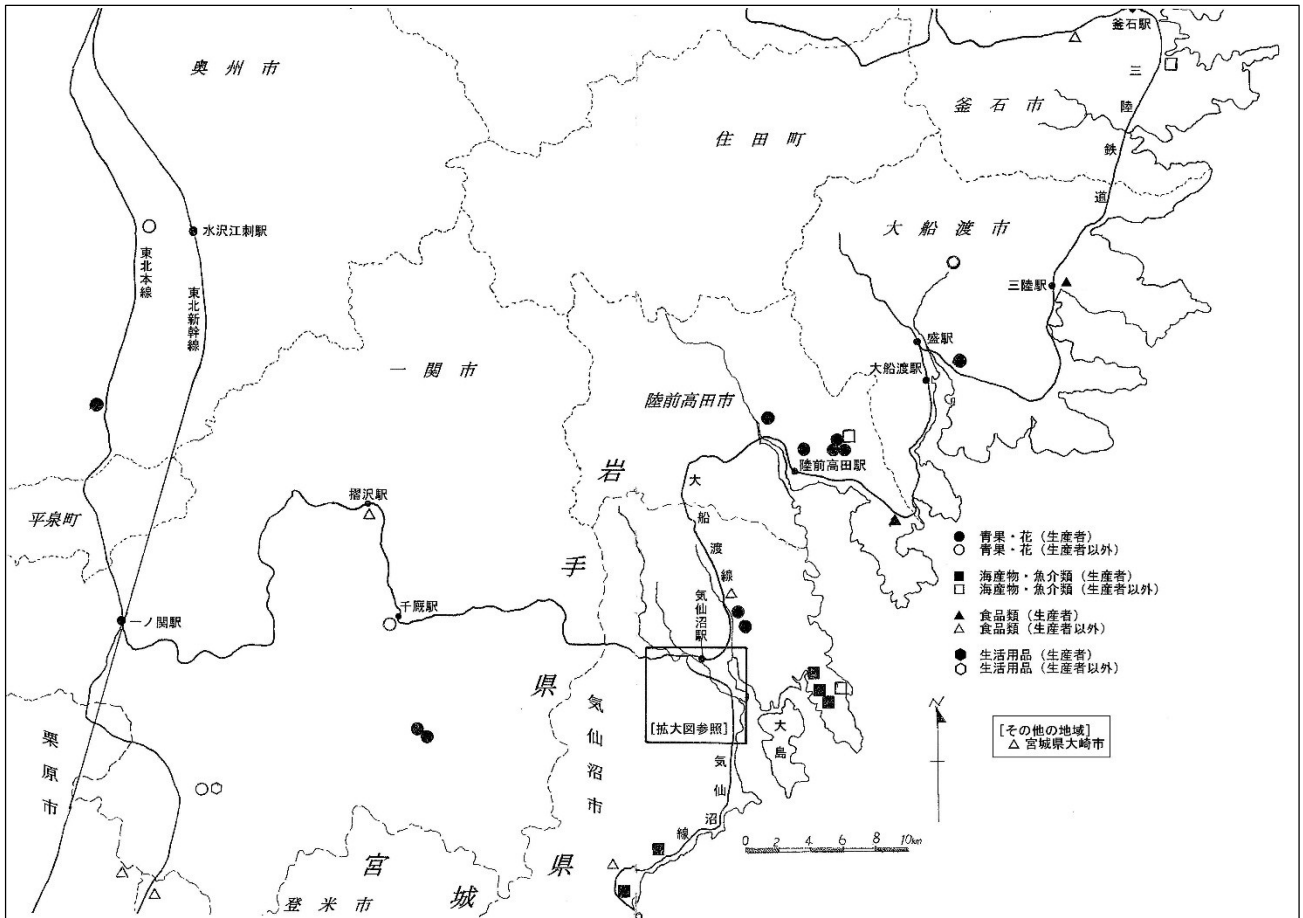 奥州市
釜石駅
三陸鉄道
釜石市
住田町
水沢江刺駅
東北本線
東北新幹線
大船渡市
三陸駅
盛駅
大船渡駅
一関市
陸前高田市
陸前高田駅
平泉町
摺沢駅
岩手県
大船渡線
気仙沼駅
千厩駅
一ノ関駅
● 青果・花（生産者）
○ 青果・花（生産者以外）
■ 海産物・魚介類（生産者）
□ 海産物・魚介類（生産者以外）
▲ 食品類（生産者）
△ 食品類（生産者以外）
⬢ 生活用品（生産者）
⬡ 生活用品（生産者以外）
N
[その他の地域]
△ 宮城県大崎市
[拡大図参照]
大島
気仙沼市
気仙沼線
栗原市
0 2 4 6 8 10km
宮城県
登米市